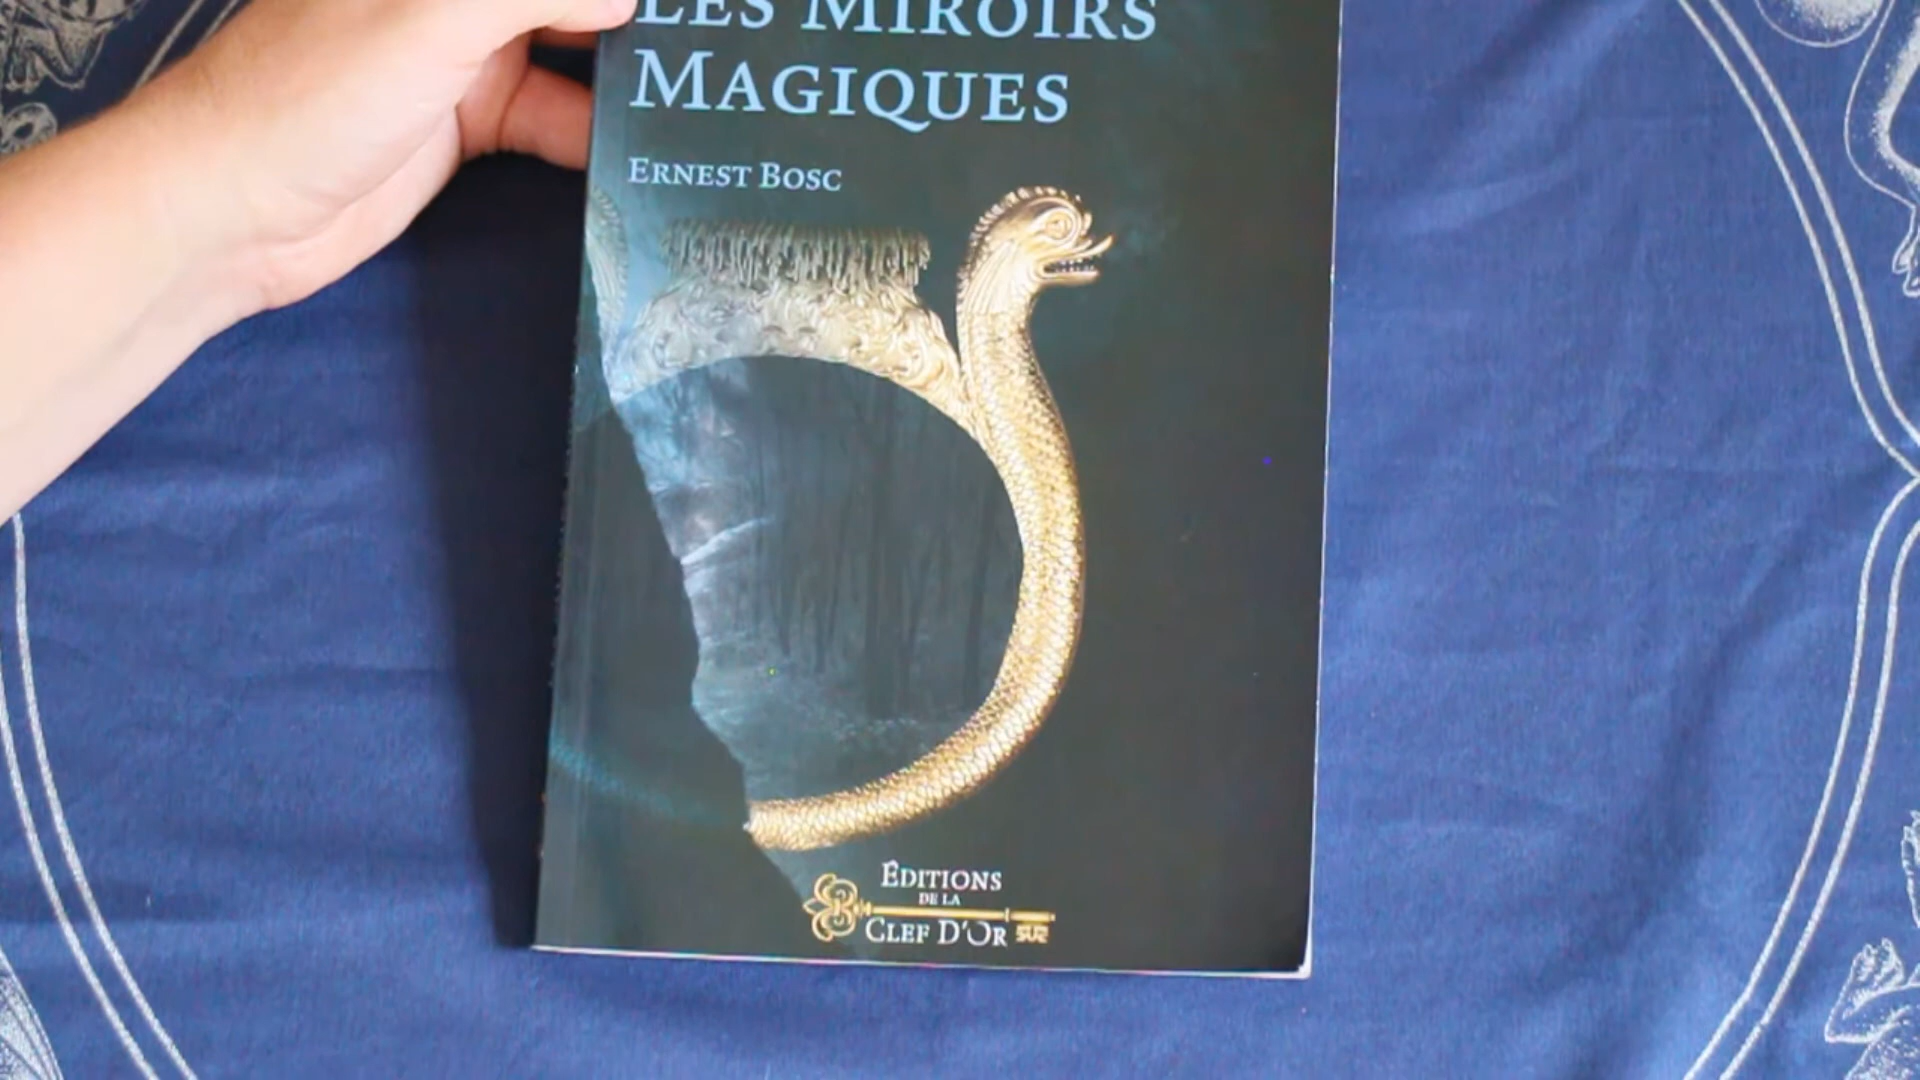 LES MIROIRS
MAGIQUES
ERNEST BOSC
ÉDITIONS
DE LA
CLEF D'OR